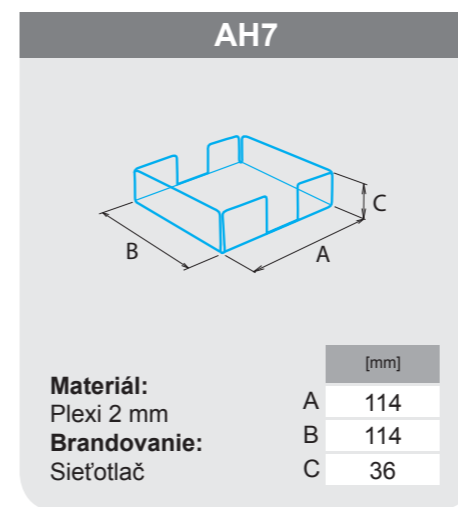 AH7
C
B
A
[mm]
Materiál:
Plexi 2 mm
Brandovanie:
Sieťotlač
A 114
B 114
C 36